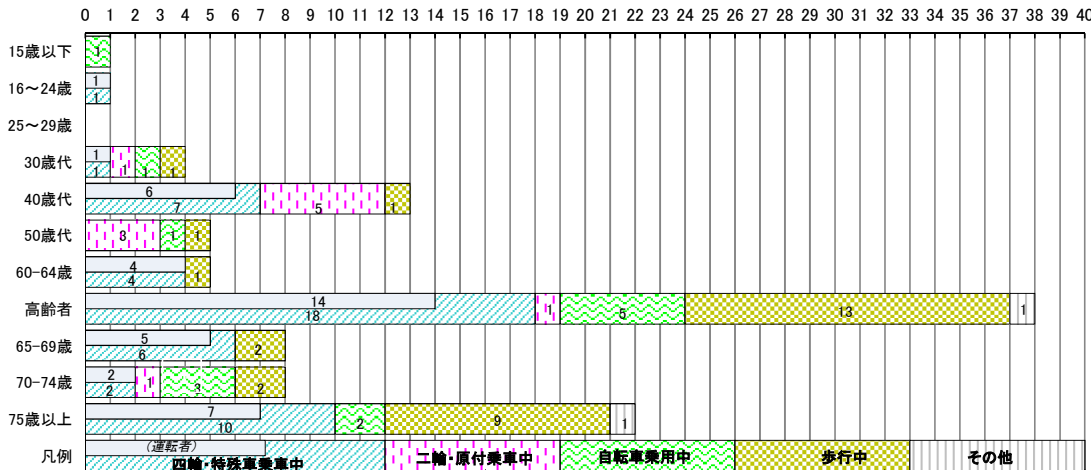 0 1 2 3 4 5 6 7 8 9 10 11 12 13 14 15 16 17 18 19 20 21 22 23 24 25 26 27 28 29 30 31 32 33 34 35 36 37 38 39 40
15歳以下
1
16～24歳
1
1
25～29歳
30歳代
1
1 1 1 1
40歳代
6
7 5 1
50歳代
3 1 1
60-64歳
4
4 1
高齢者
14
18 1 5 13 1
65-69歳
5
6 2
70-74歳
2
2 1 3 2
75歳以上
7
10 2 9 1
凡例
(運転者)
四輪・特殊車乗車中 二輪・原付乗車中 自転車乗用中 歩行中 その他